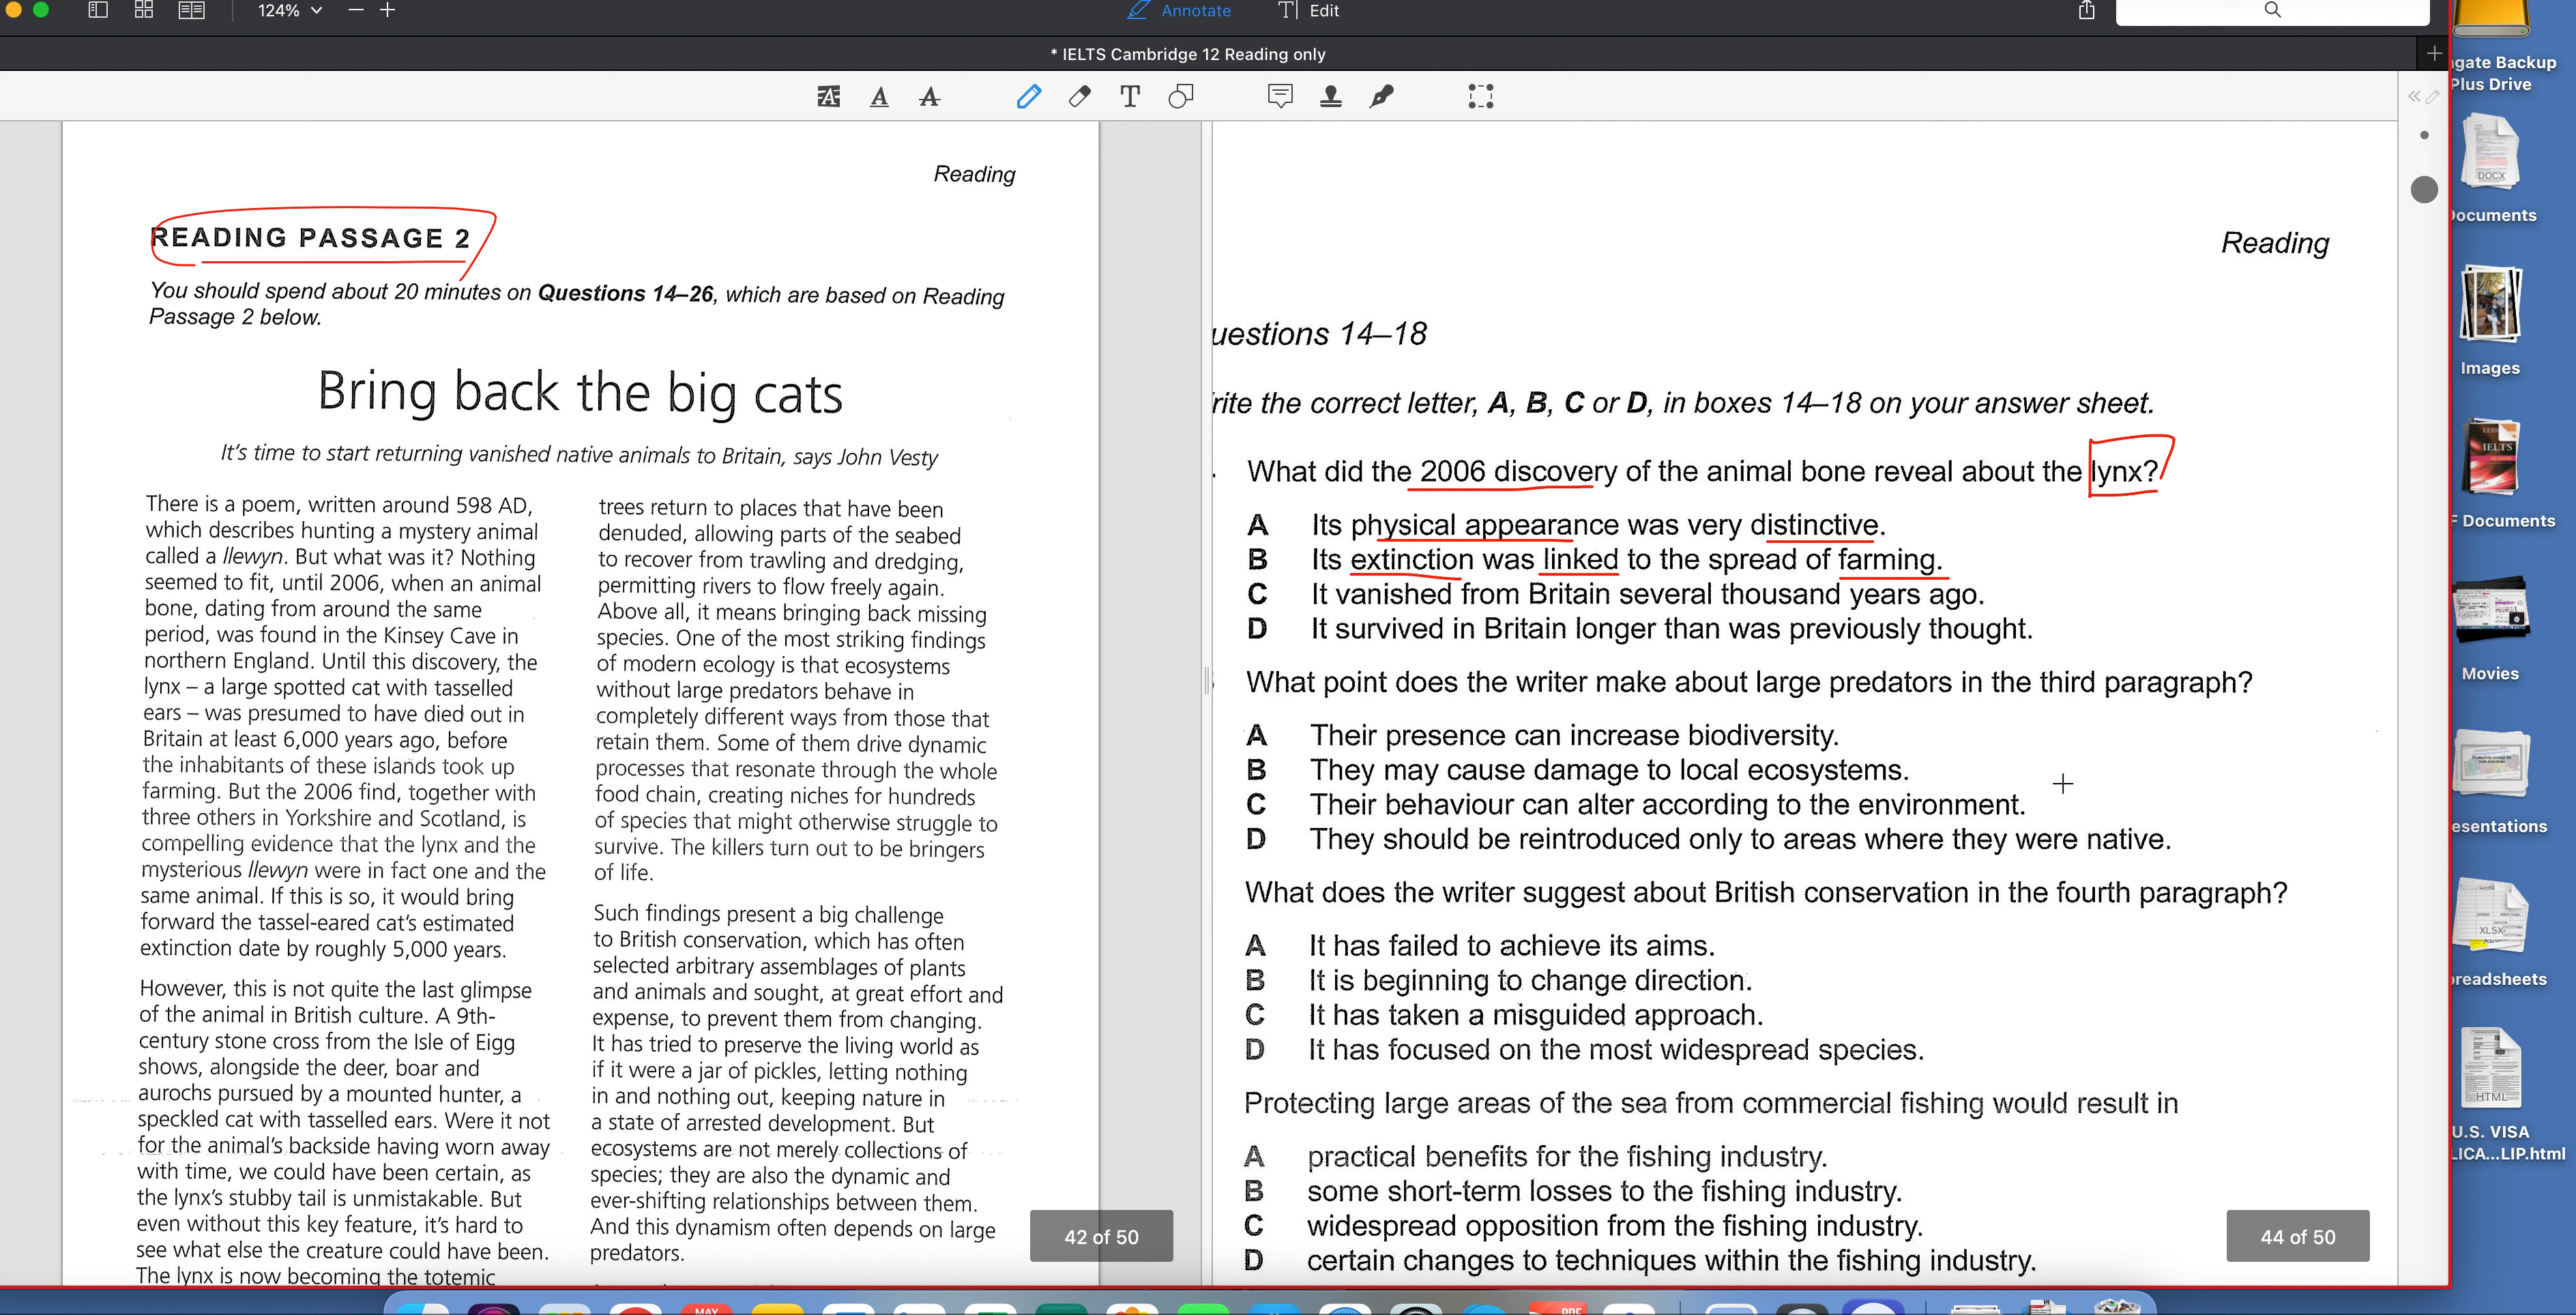 124%
Annotate
Edit
* IELTS Cambridge 12 Reading only
Reading
READING PASSAGE 2
You should spend about 20 minutes on Questions 14–26, which are based on Reading
Passage 2 below.
Bring back the big cats
It's time to start returning vanished native animals to Britain, says John Vesty
There is a poem, written around 598 AD,
which describes hunting a mystery animal
called a llewyn. But what was it? Nothing
seemed to fit, until 2006, when an animal
bone, dating from around the same
period, was found in the Kinsey Cave in
northern England. Until this discovery, the
lynx – a large spotted cat with tasselled
ears – was presumed to have died out in
Britain at least 6,000 years ago, before
the inhabitants of these islands took up
farming. But the 2006 find, together with
three others in Yorkshire and Scotland, is
compelling evidence that the lynx and the
mysterious llewyn were in fact one and the
same animal. If this is so, it would bring
forward the tassel-eared cat's estimated
extinction date by roughly 5,000 years.
However, this is not quite the last glimpse
of the animal in British culture. A 9th-
century stone cross from the Isle of Eigg
shows, alongside the deer, boar and
aurochs pursued by a mounted hunter, a
speckled cat with tasselled ears. Were it not
for the animal's backside having worn away
with time, we could have been certain, as
the lynx's stubby tail is unmistakable. But
even without this key feature, it's hard to
see what else the creature could have been.
The lynx is now becoming the totemic
trees return to places that have been
denuded, allowing parts of the seabed
to recover from trawling and dredging,
permitting rivers to flow freely again.
Above all, it means bringing back missing
species. One of the most striking findings
of modern ecology is that ecosystems
without large predators behave in
completely different ways from those that
retain them. Some of them drive dynamic
processes that resonate through the whole
food chain, creating niches for hundreds
of species that might otherwise struggle to
survive. The killers turn out to be bringers
of life.
Such findings present a big challenge
to British conservation, which has often
selected arbitrary assemblages of plants
and animals and sought, at great effort and
expense, to prevent them from changing.
It has tried to preserve the living world as
if it were a jar of pickles, letting nothing
in and nothing out, keeping nature in
a state of arrested development. But
ecosystems are not merely collections of
species; they are also the dynamic and
ever-shifting relationships between them.
And this dynamism often depends on large
predators.
42 of 50
Reading
uestions 14–18
rite the correct letter, A, B, C or D, in boxes 14–18 on your answer sheet.
What did the 2006 discovery of the animal bone reveal about the lynx?
A Its physical appearance was very distinctive.
B Its extinction was linked to the spread of farming.
C It vanished from Britain several thousand years ago.
D It survived in Britain longer than was previously thought.
What point does the writer make about large predators in the third paragraph?
A Their presence can increase biodiversity.
B They may cause damage to local ecosystems.
C Their behaviour can alter according to the environment.
D They should be reintroduced only to areas where they were native.
What does the writer suggest about British conservation in the fourth paragraph?
A It has failed to achieve its aims.
B It is beginning to change direction.
C It has taken a misguided approach.
D It has focused on the most widespread species.
Protecting large areas of the sea from commercial fishing would result in
A practical benefits for the fishing industry.
B some short-term losses to the fishing industry.
C widespread opposition from the fishing industry.
D certain changes to techniques within the fishing industry.
44 of 50
gate Backup
Plus Drive
DOCX
ocuments
Images
IELTS
F Documents
Movies
esentations
XLSX
preadsheets
HTML
U.S. VISA
LICA...LIP.html
MAY
PDF